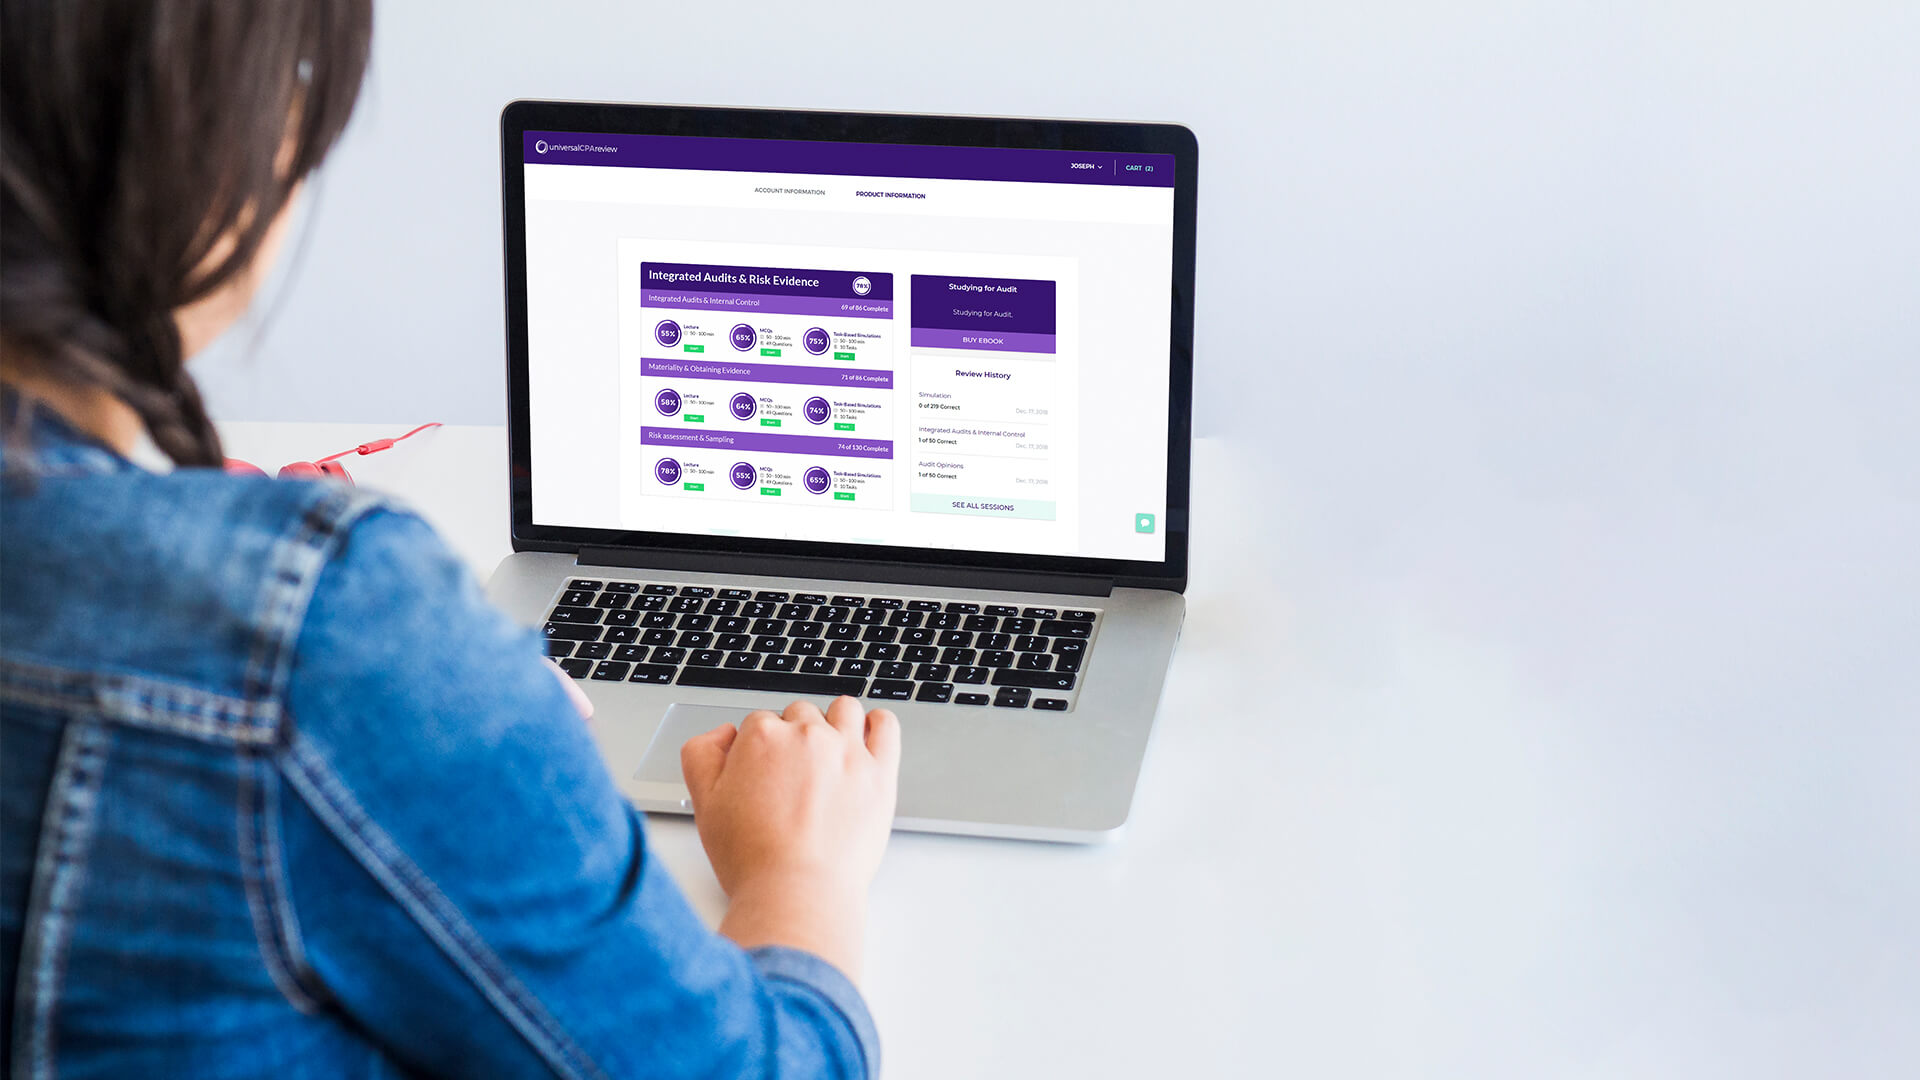 universalCPAreview
JOSEPH
CART (2)
ACCOUNT INFORMATION
PRODUCT INFORMATION
Integrated Audits & Risk Evidence
78%
Integrated Audits & Internal Control
69 of 86 Complete
55%
Lecture
50 - 100 min
Start
65%
MCQs
50 - 100 min
49 Questions
Start
75%
Task-Based Simulations
50 - 100 min
10 Tasks
Start
Materiality & Obtaining Evidence
71 of 86 Complete
58%
Lecture
50 - 100 min
Start
64%
MCQs
50 - 100 min
49 Questions
Start
74%
Task-Based Simulations
50 - 100 min
10 Tasks
Start
Risk assessment & Sampling
74 of 130 Complete
78%
Lecture
50 - 100 min
Start
55%
MCQs
50 - 100 min
49 Questions
Start
65%
Task-Based Simulations
50 - 100 min
10 Tasks
Start
Studying for Audit
Studying for Audit.
BUY EBOOK
Review History
Simulation
0 of 219 Correct
Dec. 17, 2018
Integrated Audits & Internal Control
1 of 50 Correct
Dec. 17, 2018
Audit Opinions
1 of 50 Correct
Dec. 17, 2018
SEE ALL SESSIONS
Q W E R T Y U I O P
A S D F G H J K L
Z X C V B N M
cmd
cmd